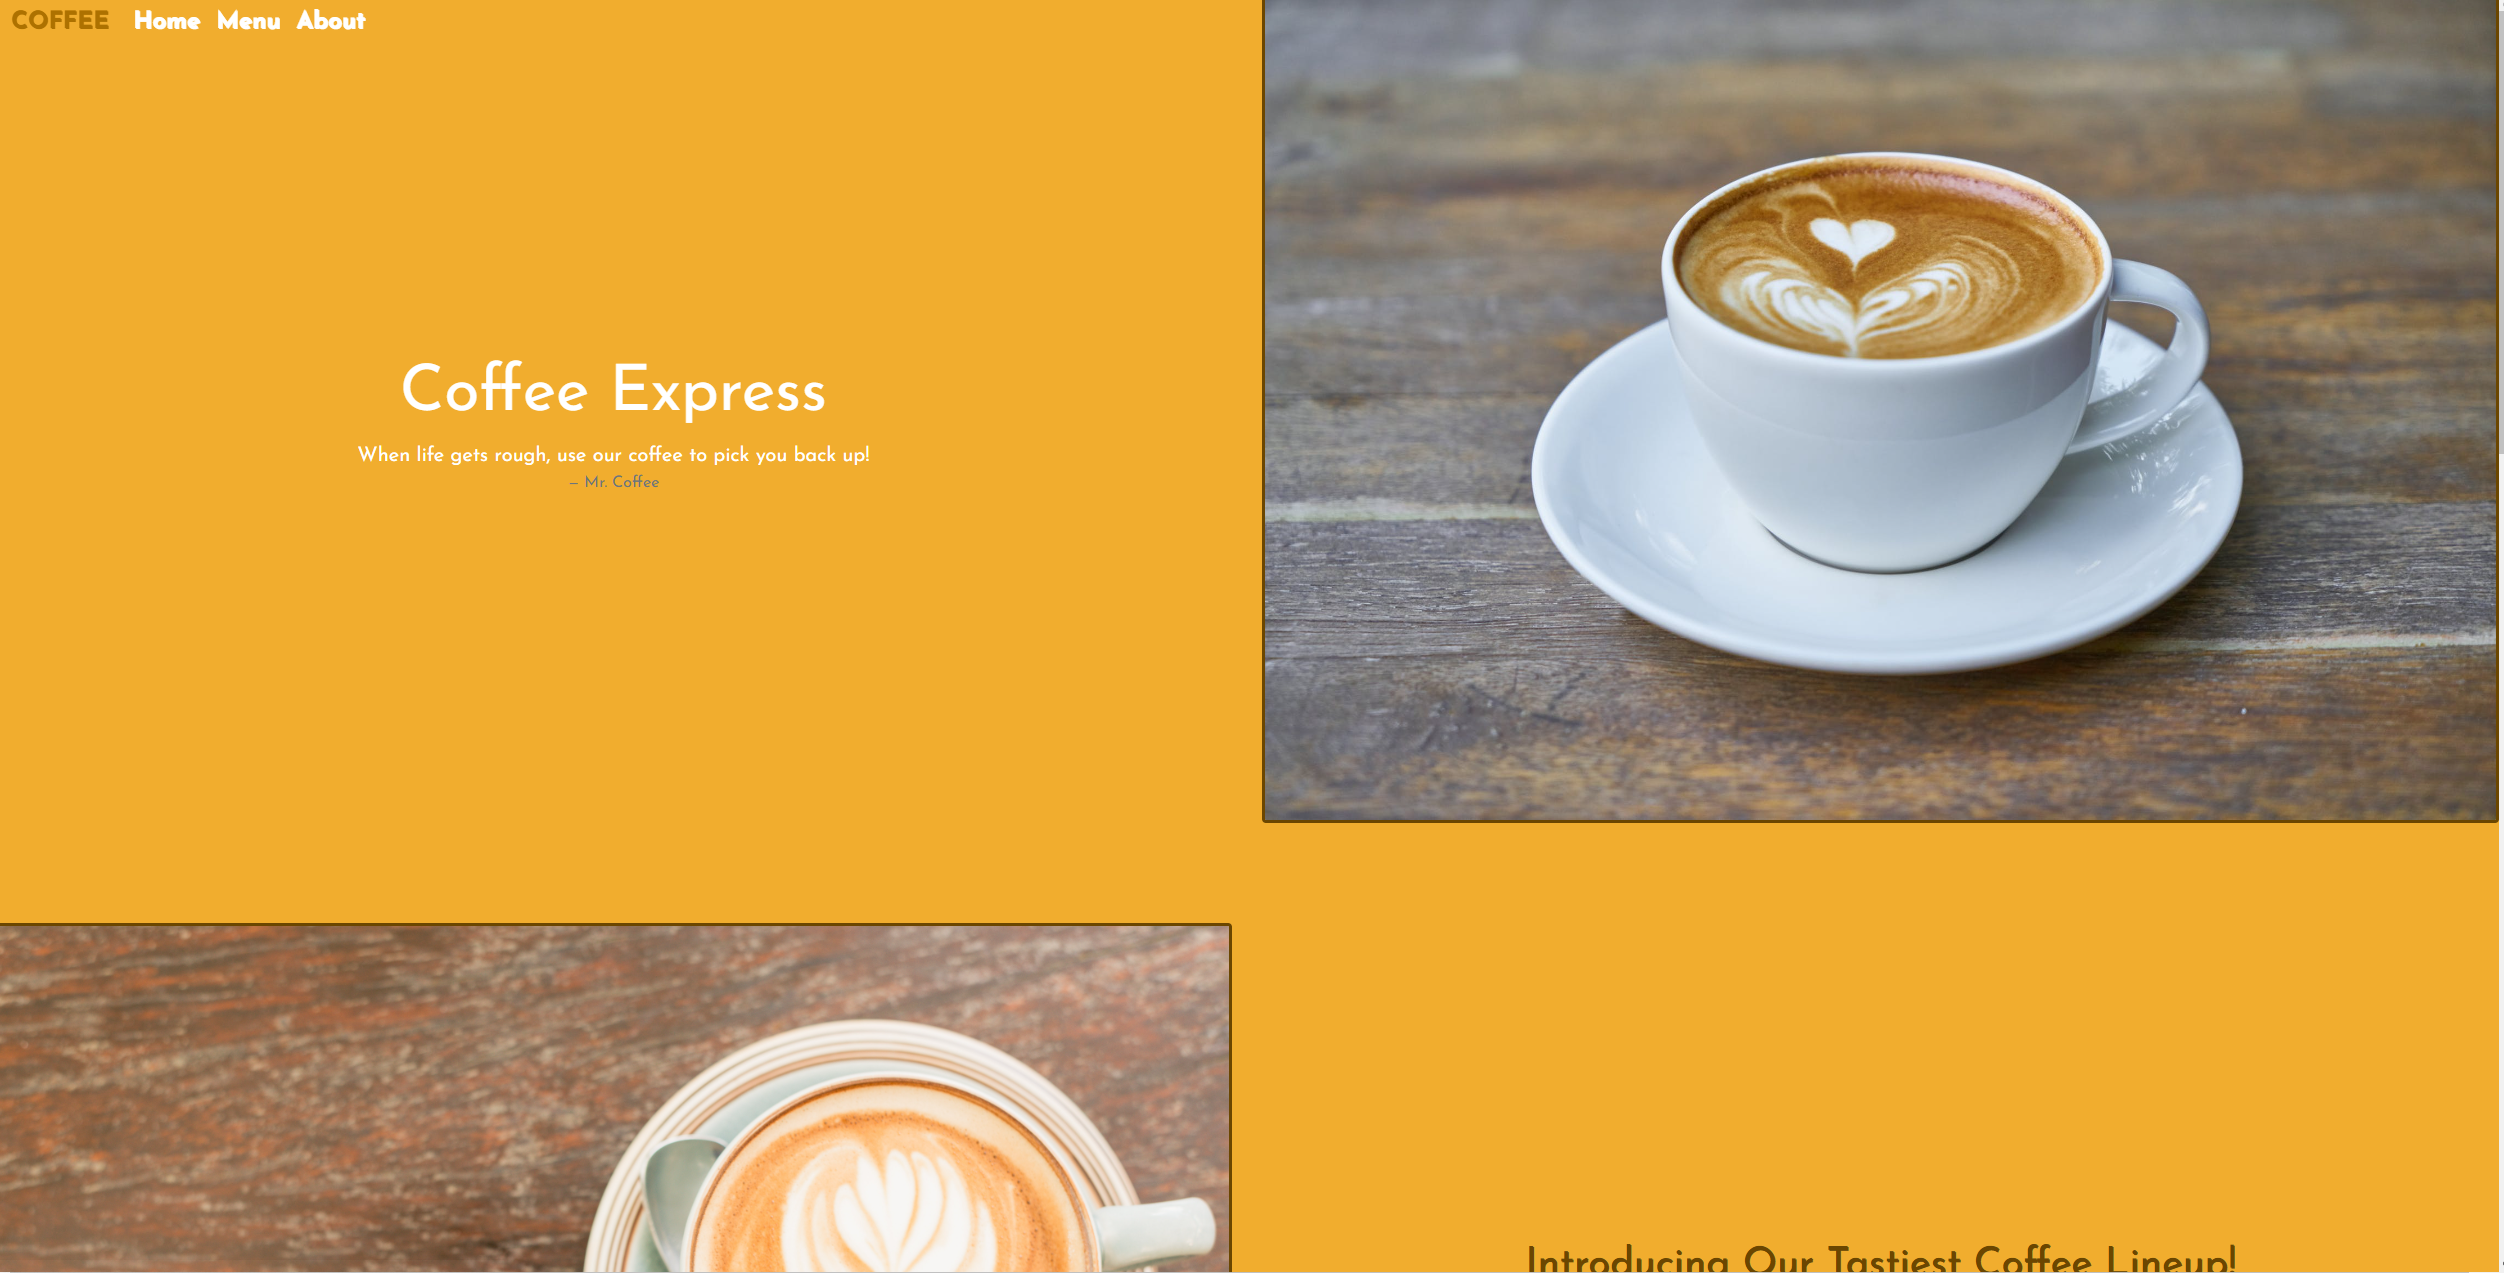 COFFEE Home Menu About
Coffee Express
When life gets rough, use our coffee to pick you back up!
— Mr. Coffee
Introducing Our Tastiest Coffee Lineup!